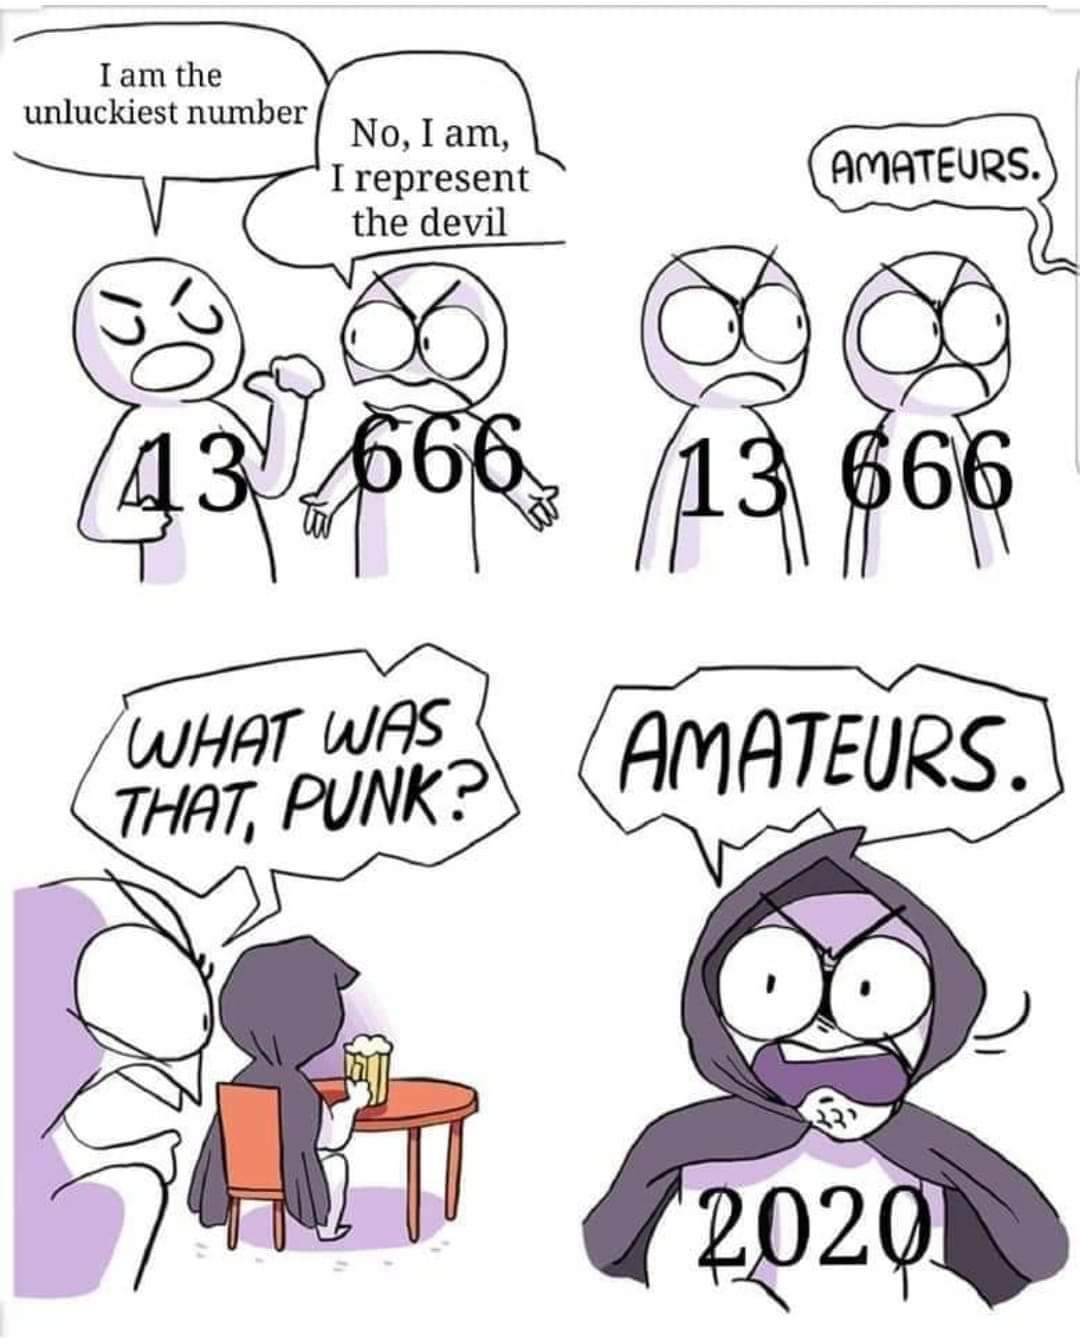 I am the
unluckiest number
No, I am,
I represent
the devil
13
666
AMATEURS.
13
666
WHAT WAS
THAT, PUNK?
AMATEURS.
2020